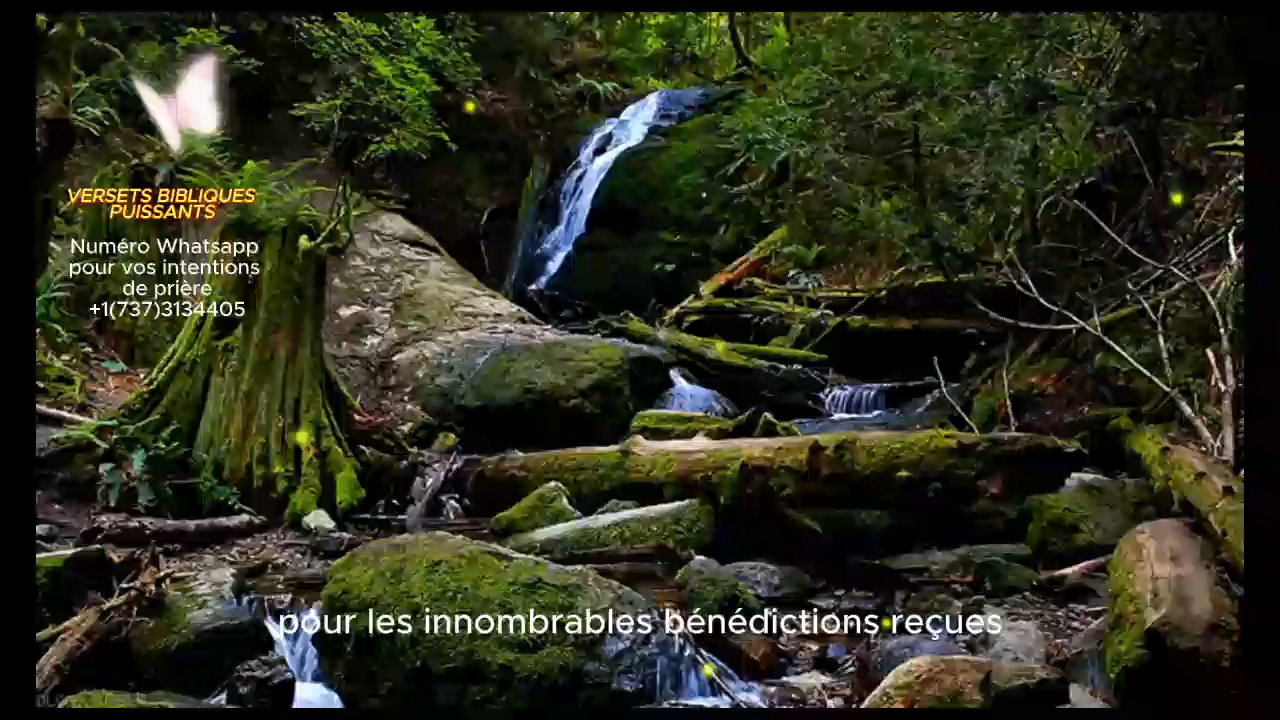 VERSETS BIBLIQUES
PUISSANTS
Numéro Whatsapp
pour vos intentions
de prière
+1(737)3134405
pour les innombrables bénédictions reçues